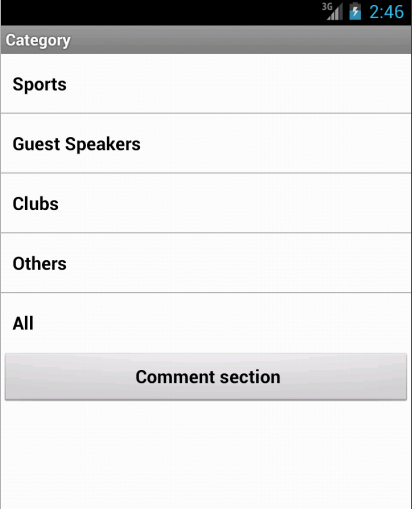 3G 2:46
Category
Sports
Guest Speakers
Clubs
Others
All
Comment section